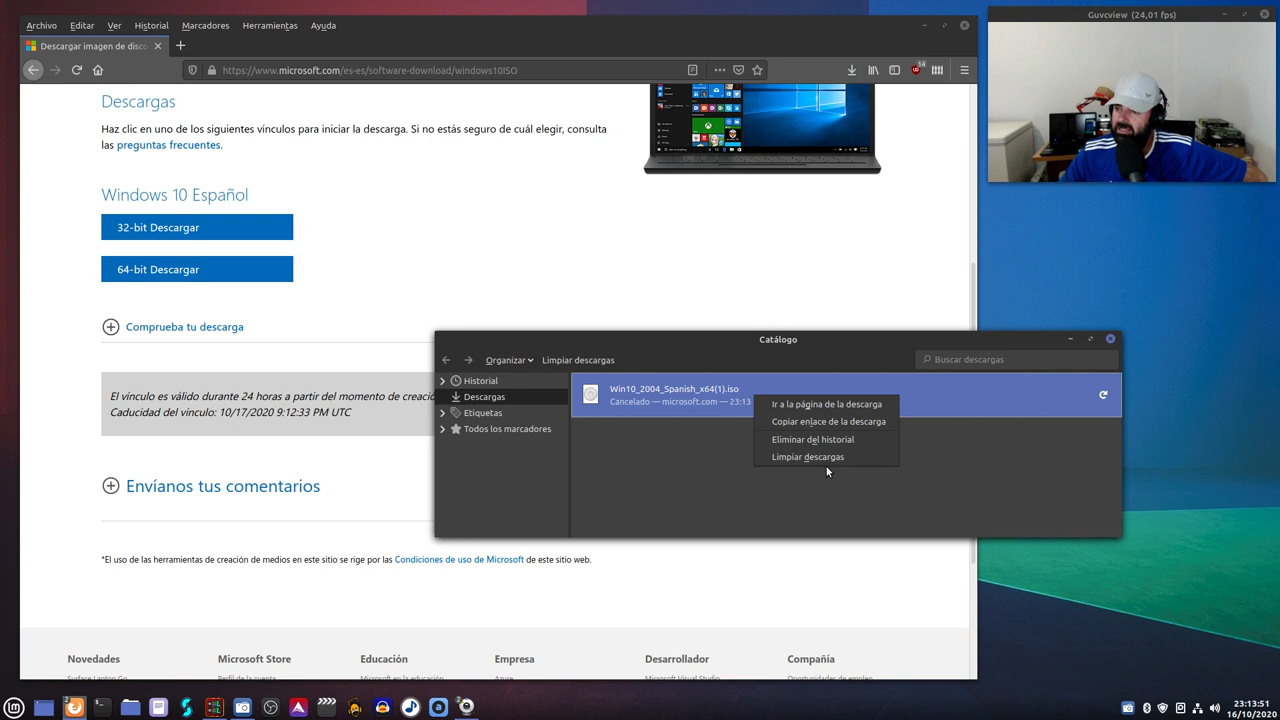 Guvcview (24,01 fps)
Archivo Editar Ver Historial Marcadores Herramientas Ayuda
Descargar imagen de disco
https://www.microsoft.com/es-es/software-download/windows10ISO
14
Descargas
Haz clic en uno de los siguientes vínculos para iniciar la descarga. Si no estás seguro de cuál elegir, consulta
las preguntas frecuentes.
Windows 10 Español
32-bit Descargar
64-bit Descargar
Comprueba tu descarga
El vínculo es válido durante 24 horas a partir del momento de creació
Caducidad del vínculo: 10/17/2020 9:12:33 PM UTC
Envíanos tus comentarios
*El uso de las herramientas de creación de medios en este sitio se rige por las Condiciones de uso de Microsoft de este sitio web.
Novedades Microsoft Store Educación Empresa Desarrollador Compañía
Catálogo
Organizar Limpiar descargas Buscar descargas
Historial
Descargas
Etiquetas
Todos los marcadores
Win10_2004_Spanish_x64(1).iso
Cancelado — microsoft.com — 23:13
Ir a la página de la descarga
Copiar enlace de la descarga
Eliminar del historial
Limpiar descargas
23:13:51
16/10/2020